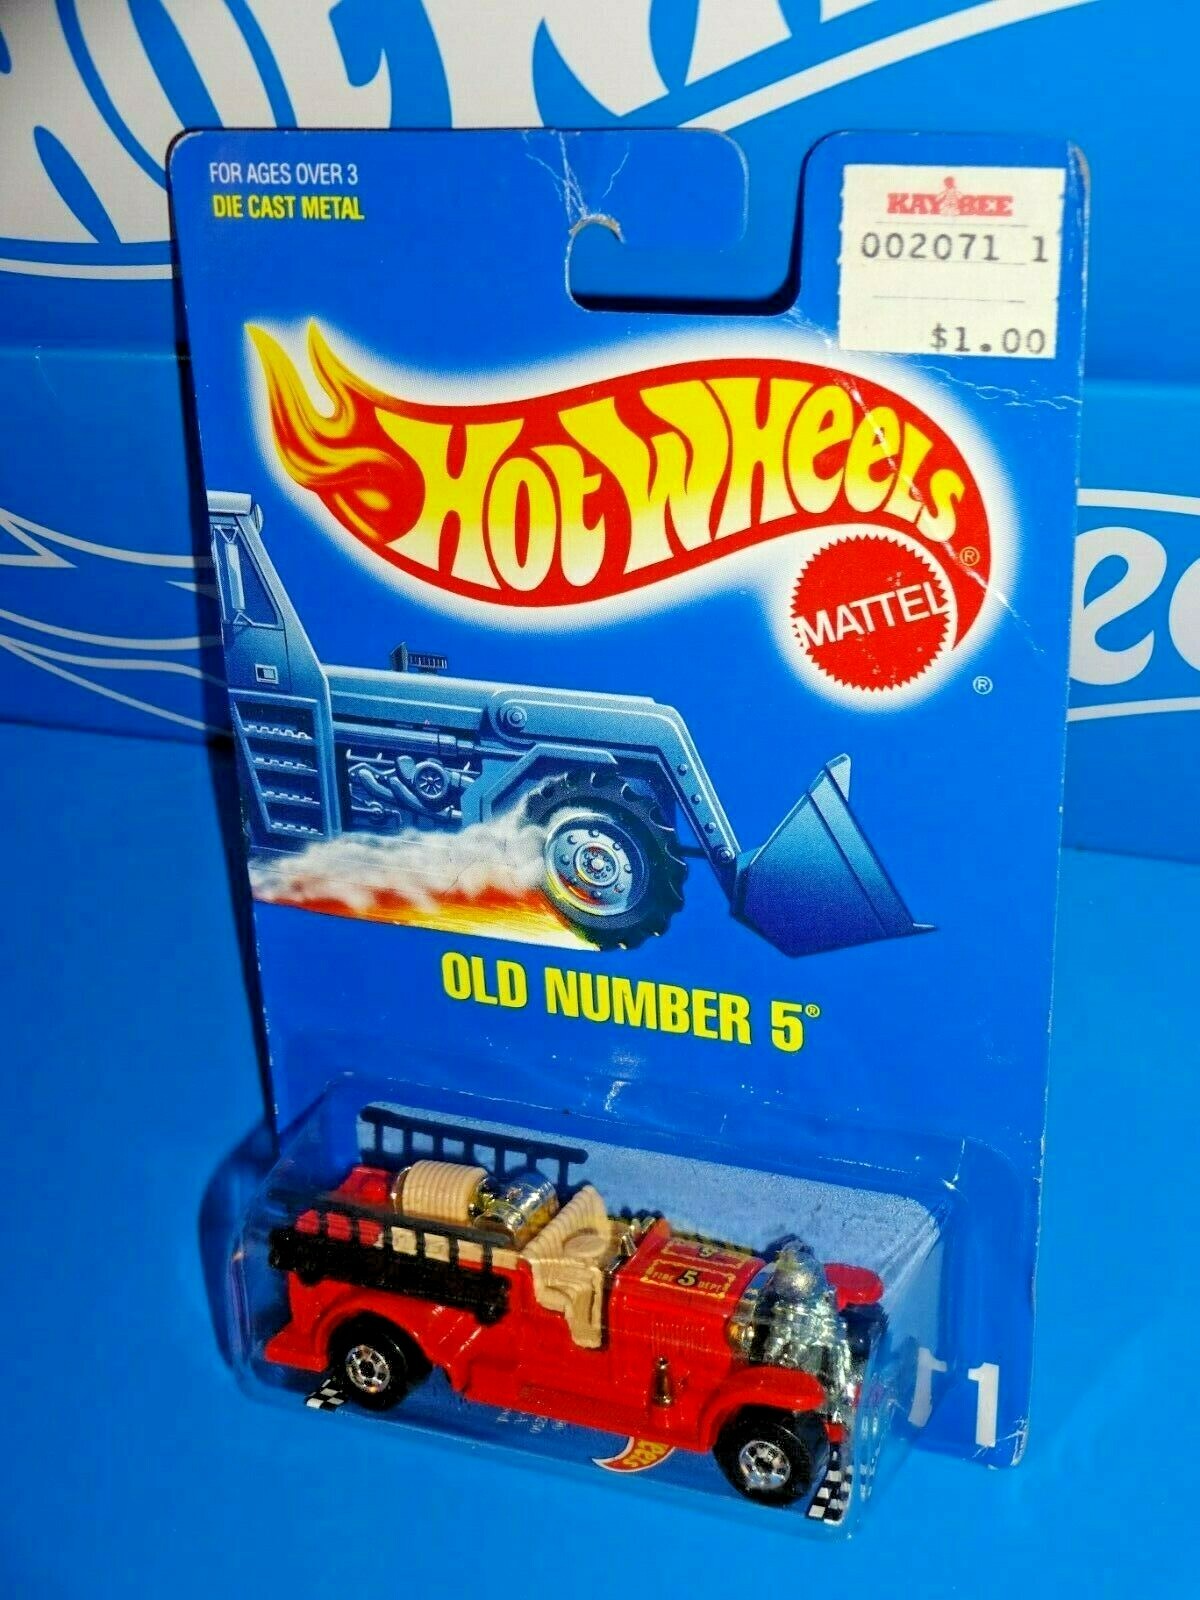 FOR AGES OVER 3
DIE CAST METAL
KAY BEE
002071 1
$1.00
HOT WHEELS®
MATTEL
®
OLD NUMBER 5®
5
FIRE 5 DEPT
eels